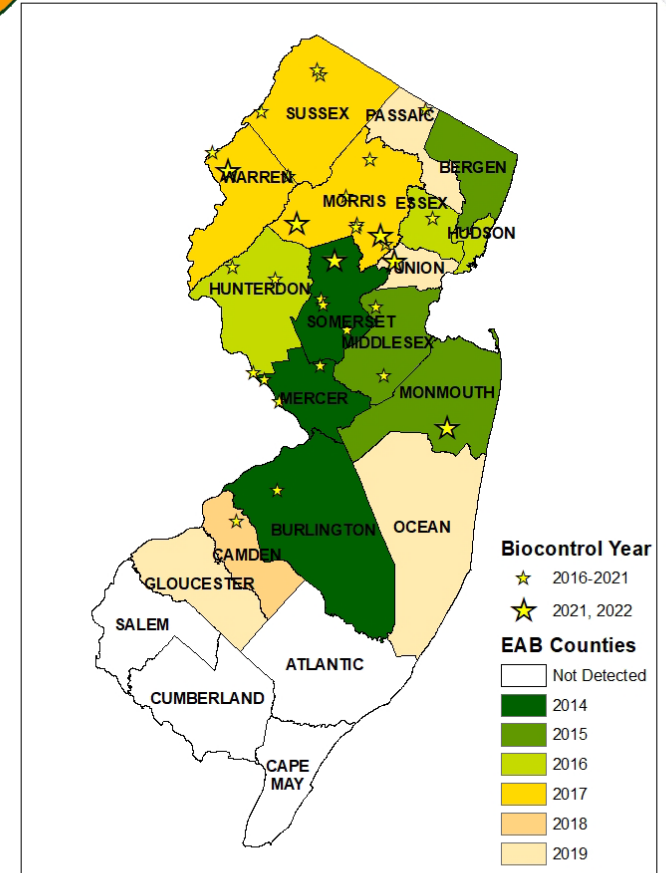 SUSSEX
PASSAIC
BERGEN
WARREN
MORRIS
ESSEX
HUDSON
UNION
HUNTERDON
SOMERSET
MIDDLESEX
MERCER
MONMOUTH
BURLINGTON
OCEAN
CAMDEN
GLOUCESTER
SALEM
ATLANTIC
CUMBERLAND
CAPE
MAY
Biocontrol Year
2016-2021
2021, 2022
EAB Counties
Not Detected
2014
2015
2016
2017
2018
2019